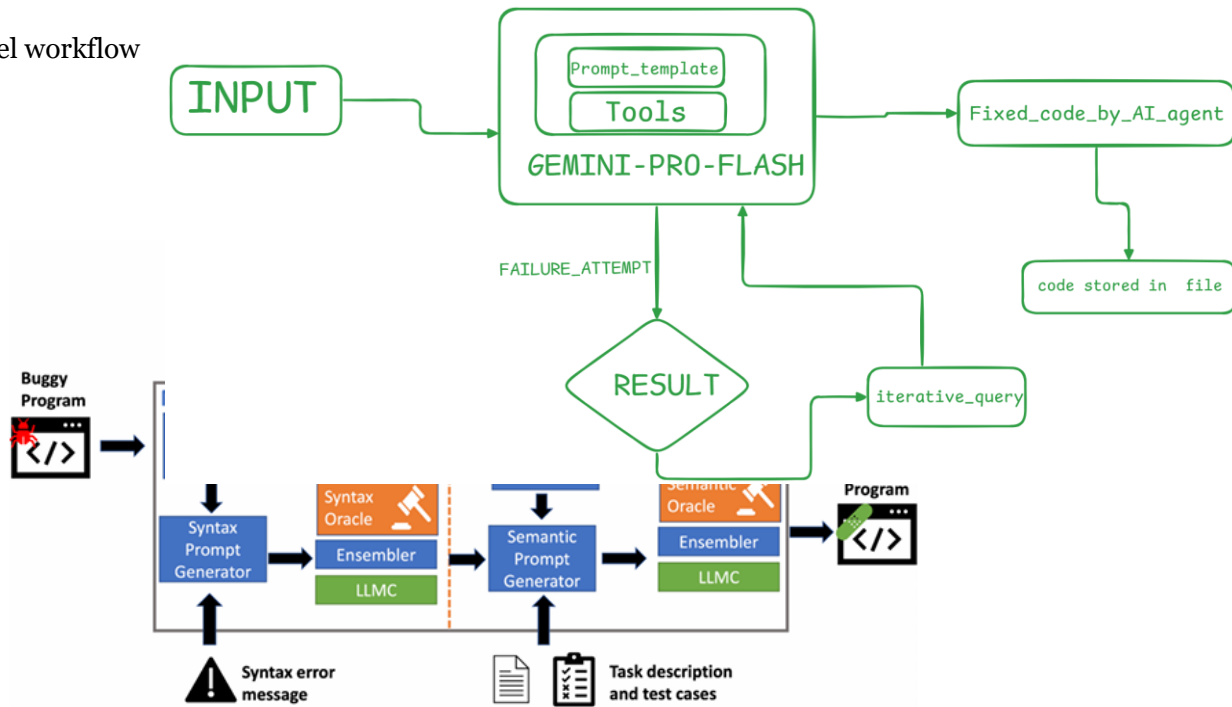 el workflow
INPUT
Prompt_template
Tools
GEMINI-PRO-FLASH
Fixed_code_by_AI_agent
code stored in file
FAILURE_ATTEMPT
RESULT
iterative_query
Buggy
Program
</>
Syntax
Prompt
Generator
Syntax
Oracle
Ensembler
LLMC
Semantic
Prompt
Generator
Semantic
Oracle
Ensembler
LLMC
Program
</>
Syntax error
message
Task description
and test cases